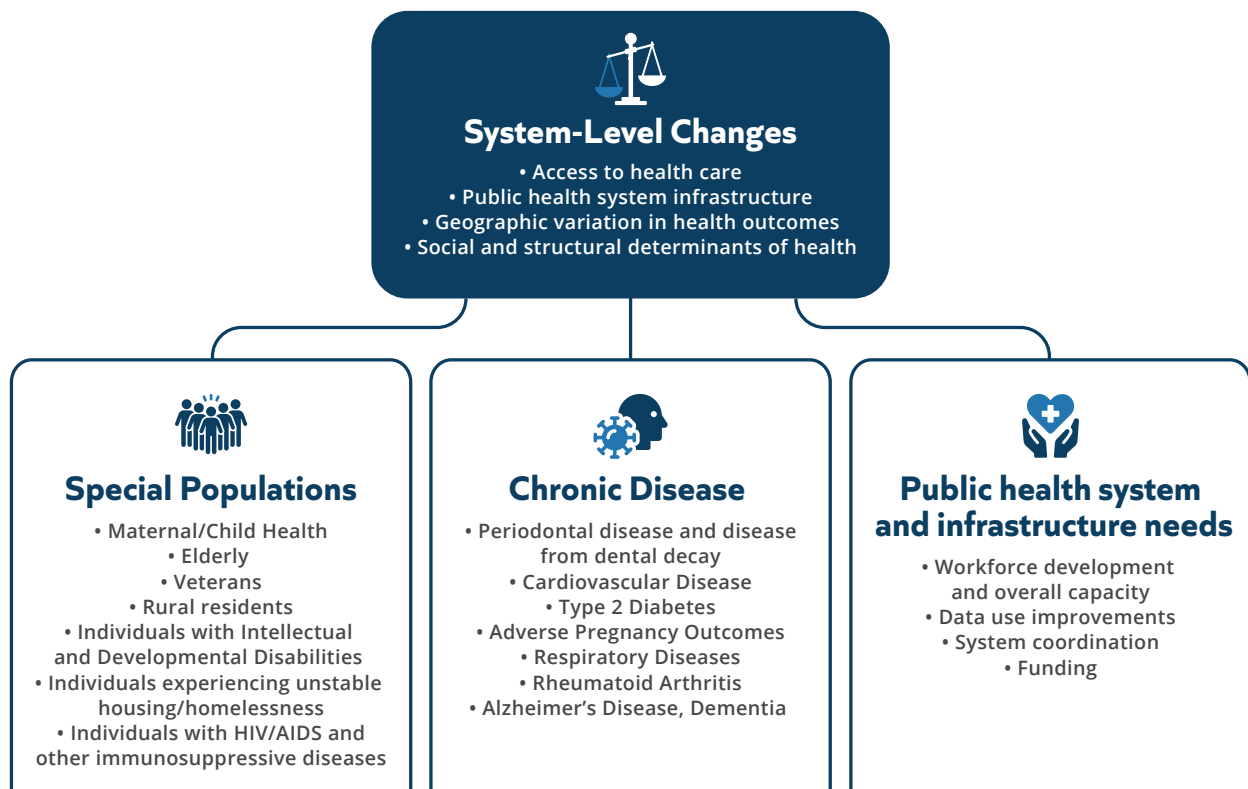 System-Level Changes
• Access to health care
• Public health system infrastructure
• Geographic variation in health outcomes
• Social and structural determinants of health
Special Populations
• Maternal/Child Health
• Elderly
• Veterans
• Rural residents
• Individuals with Intellectual
and Developmental Disabilities
• Individuals experiencing unstable
housing/homelessness
• Individuals with HIV/AIDS and
other immunosuppressive diseases
Chronic Disease
• Periodontal disease and disease
from dental decay
• Cardiovascular Disease
• Type 2 Diabetes
• Adverse Pregnancy Outcomes
• Respiratory Diseases
• Rheumatoid Arthritis
• Alzheimer’s Disease, Dementia
Public health system
and infrastructure needs
• Workforce development
and overall capacity
• Data use improvements
• System coordination
• Funding